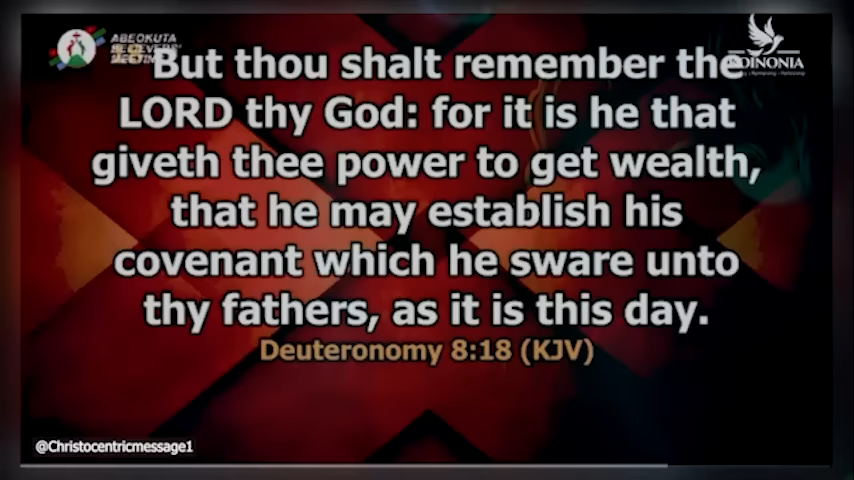 ABEOKUTA
BELIEVERS'
MEETING
But thou shalt remember the
LORD thy God: for it is he that
giveth thee power to get wealth,
that he may establish his
covenant which he sware unto
thy fathers, as it is this day.
Deuteronomy 8:18 (KJV)
@Christocentricmessage1